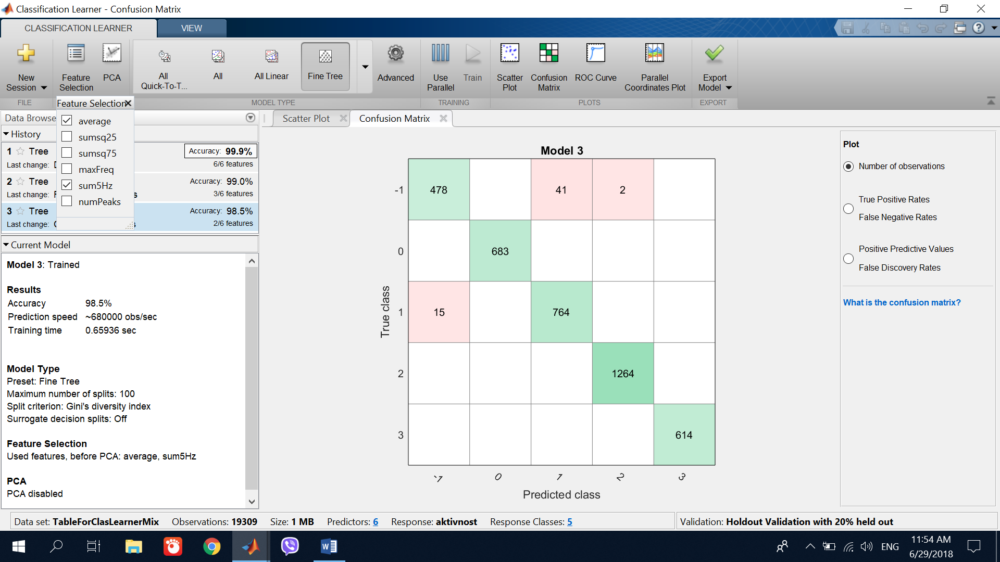 Classification Learner - Confusion Matrix
CLASSIFICATION LEARNER
VIEW
New Session
Feature Selection
PCA
All Quick-To-T...
All
All Linear
Fine Tree
Advanced
Use Parallel
Train
Scatter Plot
Confusion Matrix
ROC Curve
Parallel Coordinates Plot
Export Model
FILE
MODEL TYPE
TRAINING
PLOTS
EXPORT
Feature Selection
average
sumsq25
sumsq75
maxFreq
sum5Hz
numPeaks
Data Browse
History
1 Tree Accuracy: 99.9%
Last change: 6/6 features
2 Tree Accuracy: 99.0%
Last change: 3/6 features
3 Tree Accuracy: 98.5%
Last change: 2/6 features
Current Model
Model 3: Trained
Results
Accuracy 98.5%
Prediction speed ~680000 obs/sec
Training time 0.65936 sec
Model Type
Preset: Fine Tree
Maximum number of splits: 100
Split criterion: Gini's diversity index
Surrogate decision splits: Off
Feature Selection
Used features, before PCA: average, sum5Hz
PCA
PCA disabled
Scatter Plot
Confusion Matrix
Model 3
True class
-1 478 41 2
0 683
1 15 764
2 1264
3 614
-1 0 1 2 3
Predicted class
Plot
Number of observations
True Positive Rates
False Negative Rates
Positive Predictive Values
False Discovery Rates
What is the confusion matrix?
Data set: TableForClasLearnerMix Observations: 19309 Size: 1 MB Predictors: 6 Response: aktivnost Response Classes: 5
Validation: Holdout Validation with 20% held out
ENG
11:54 AM
6/29/2018